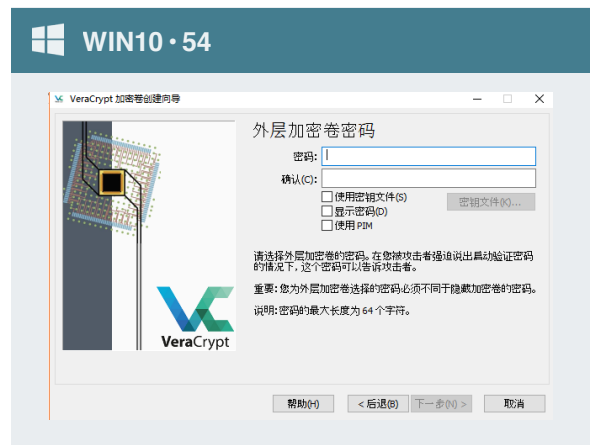 WIN10·54
VeraCrypt 加密卷创建向导
外层加密卷密码
密码:
确认(C):
使用密钥文件(S)
密钥文件(K)...
显示密码(D)
使用 PIM
请选择外层加密卷的密码。在您被攻击者强迫说出启动验证密码
的情况下，这个密码可以告诉攻击者。
重要: 您为外层加密卷选择的密码必须不同于隐藏加密卷的密码。
说明: 密码的最大长度为 64 个字符。
VeraCrypt
帮助(H)
< 后退(B)
下一步(N) >
取消